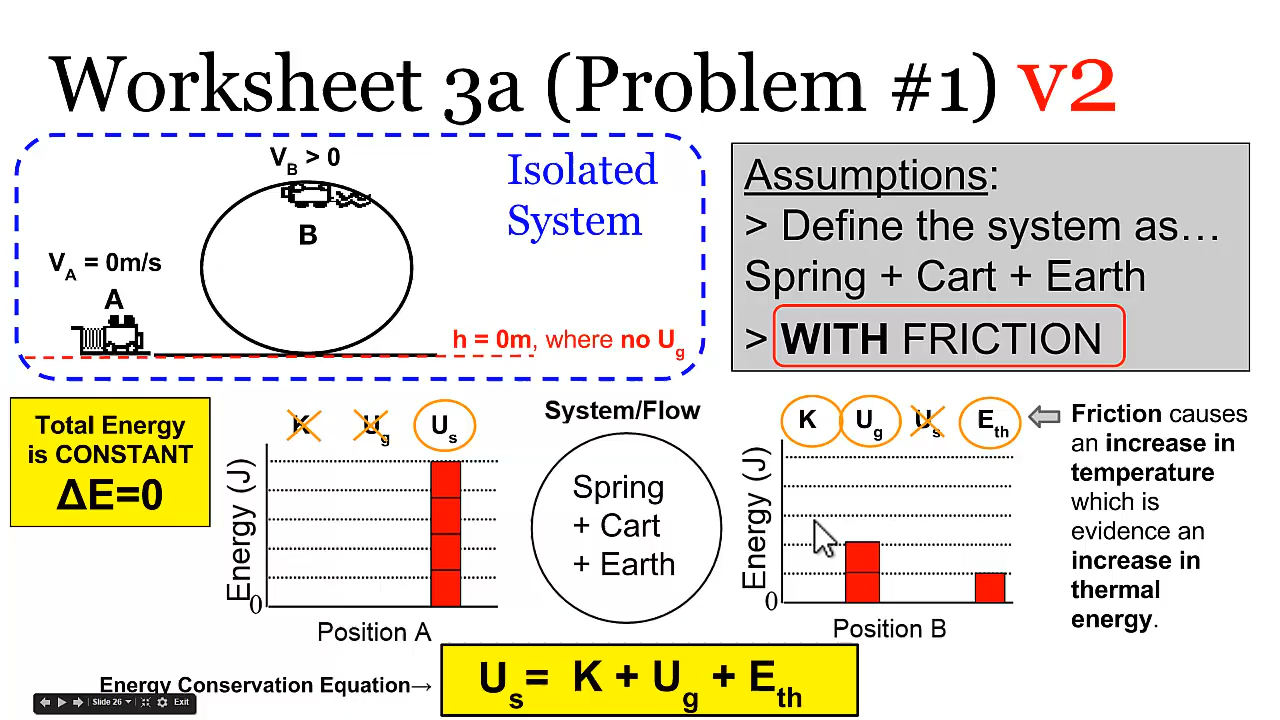 Worksheet 3a (Problem #1) v2
V_B > 0
Isolated
System
B
V_A = 0m/s
A
h = 0m, where no U_g
Assumptions:
> Define the system as…
Spring + Cart + Earth
> WITH FRICTION
Total Energy
is CONSTANT
ΔE=0
K U_g U_s
Energy (J)
0
Position A
System/Flow
Spring
+ Cart
+ Earth
K U_g U_s E_th
Energy (J)
0
Position B
Friction causes
an increase in
temperature
which is
evidence an
increase in
thermal
energy.
Energy Conservation Equation→
U_s= K + U_g + E_th
Slide 26
Exit